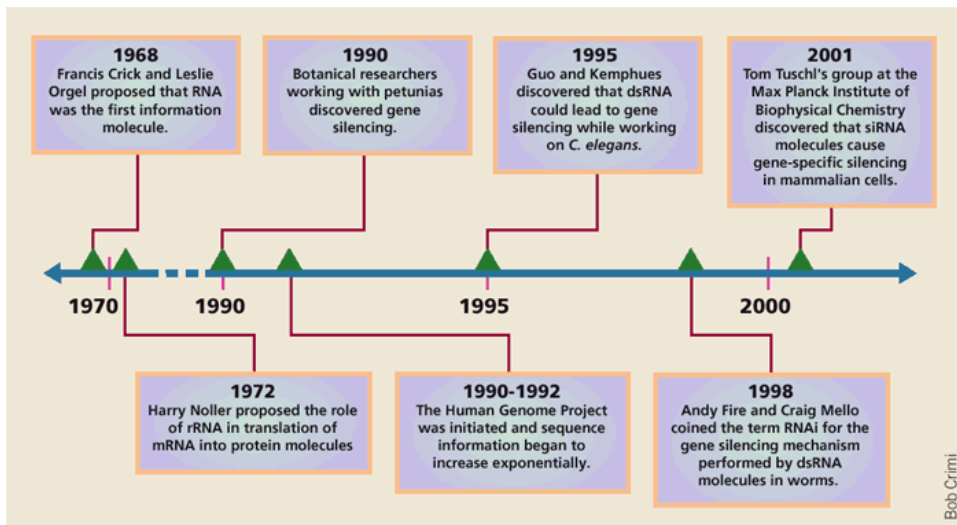 1968
Francis Crick and Leslie
Orgel proposed that RNA
was the first information
molecule.
1990
Botanical researchers
working with petunias
discovered gene
silencing.
1995
Guo and Kemphues
discovered that dsRNA
could lead to gene
silencing while working
on C. elegans.
2001
Tom Tuschl's group at the
Max Planck Institute of
Biophysical Chemistry
discovered that siRNA
molecules cause
gene-specific silencing
in mammalian cells.
1970
1990
1995
2000
1972
Harry Noller proposed the role
of rRNA in translation of
mRNA into protein molecules
1990-1992
The Human Genome Project
was initiated and sequence
information began to
increase exponentially.
1998
Andy Fire and Craig Mello
coined the term RNAi for the
gene silencing mechanism
performed by dsRNA
molecules in worms.
Bob Crimi